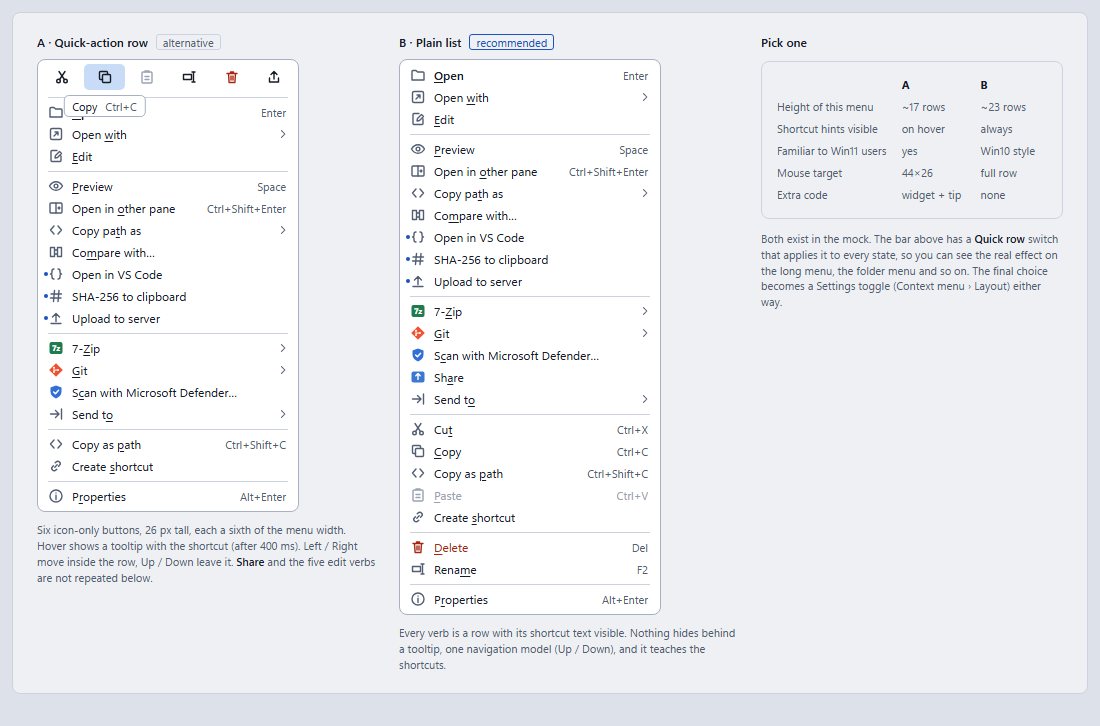 A · Quick-action row alternative
Copy Ctrl+C
Enter
Open with
Edit
Preview Space
Open in other pane Ctrl+Shift+Enter
Copy path as
Compare with...
Open in VS Code
SHA-256 to clipboard
Upload to server
7z 7-Zip
Git
Scan with Microsoft Defender...
Send to
Copy as path Ctrl+Shift+C
Create shortcut
Properties Alt+Enter
Six icon-only buttons, 26 px tall, each a sixth of the menu width.
Hover shows a tooltip with the shortcut (after 400 ms). Left / Right
move inside the row, Up / Down leave it. Share and the five edit verbs
are not repeated below.
B · Plain list recommended
Open Enter
Open with
Edit
Preview Space
Open in other pane Ctrl+Shift+Enter
Copy path as
Compare with...
Open in VS Code
SHA-256 to clipboard
Upload to server
7z 7-Zip
Git
Scan with Microsoft Defender...
Share
Send to
Cut Ctrl+X
Copy Ctrl+C
Copy as path Ctrl+Shift+C
Paste Ctrl+V
Create shortcut
Delete Del
Rename F2
Properties Alt+Enter
Every verb is a row with its shortcut text visible. Nothing hides behind
a tooltip, one navigation model (Up / Down), and it teaches the
shortcuts.
Pick one
A B
Height of this menu ~17 rows ~23 rows
Shortcut hints visible on hover always
Familiar to Win11 users yes Win10 style
Mouse target 44×26 full row
Extra code widget + tip none
Both exist in the mock. The bar above has a Quick row switch
that applies it to every state, so you can see the real effect on
the long menu, the folder menu and so on. The final choice
becomes a Settings toggle (Context menu › Layout) either
way.